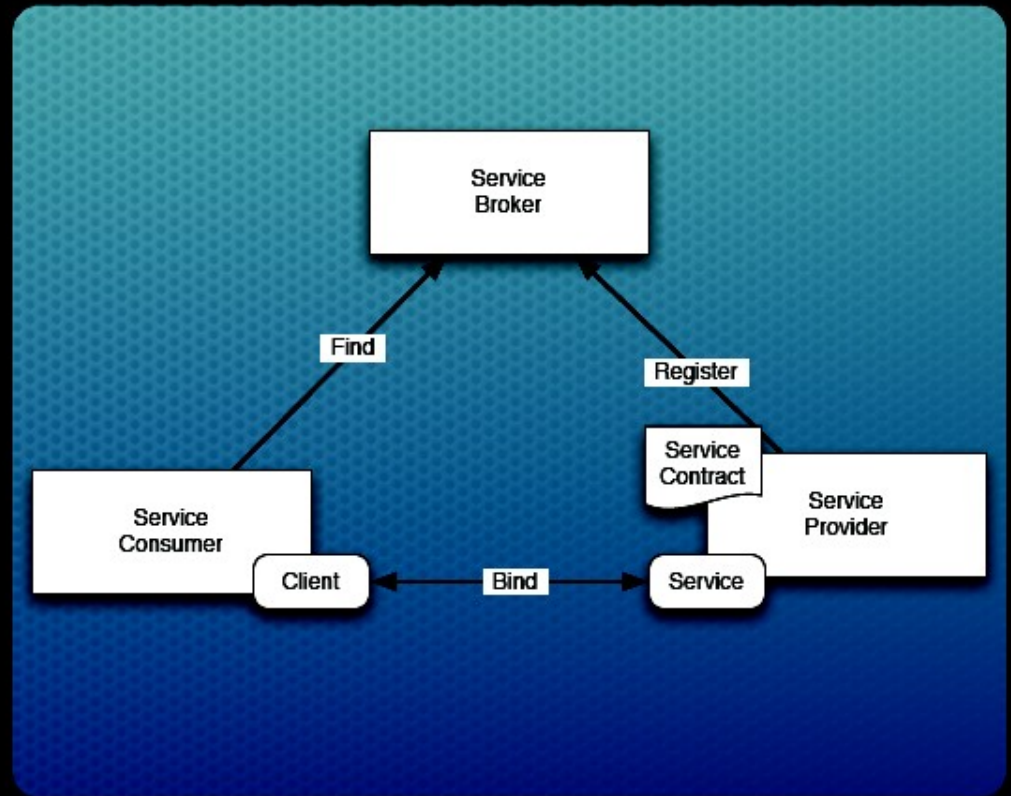 Service
Broker
Find
Register
Service
Contract
Service
Provider
Service
Consumer
Client
Bind
Service